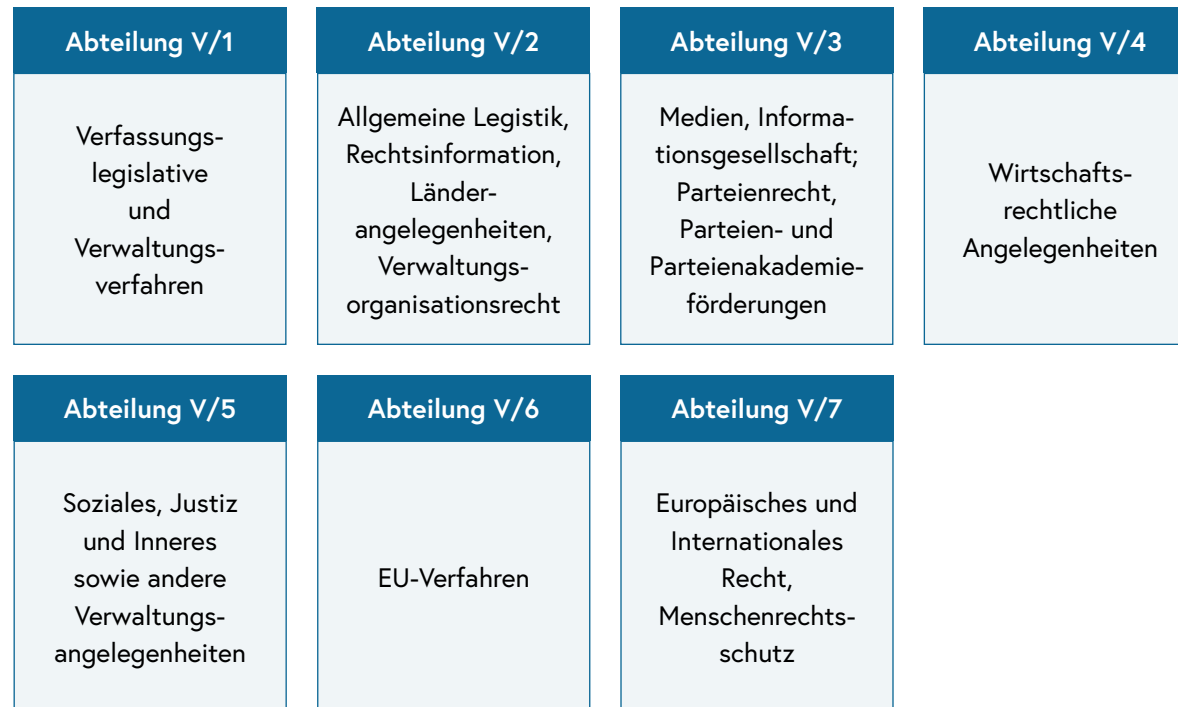 Abteilung V/1
Verfassungs-
legislative
und
Verwaltungs-
verfahren
Abteilung V/2
Allgemeine Legistik,
Rechtsinformation,
Länder-
angelegenheiten,
Verwaltungs-
organisationsrecht
Abteilung V/3
Medien, Informa-
tionsgesellschaft;
Parteienrecht,
Parteien- und
Parteienakademie-
förderungen
Abteilung V/4
Wirtschafts-
rechtliche
Angelegenheiten
Abteilung V/5
Soziales, Justiz
und Inneres
sowie andere
Verwaltungs-
angelegenheiten
Abteilung V/6
EU-Verfahren
Abteilung V/7
Europäisches und
Internationales
Recht,
Menschenrechts-
schutz